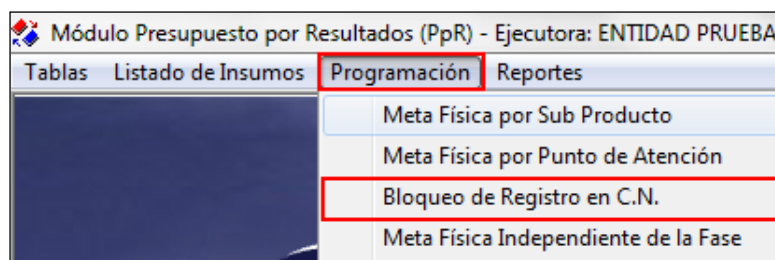 Módulo Presupuesto por Resultados (PpR) - Ejecutora: ENTIDAD PRUEBA
Tablas Listado de Insumos Programación Reportes
Meta Física por Sub Producto
Meta Física por Punto de Atención
Bloqueo de Registro en C.N.
Meta Física Independiente de la Fase